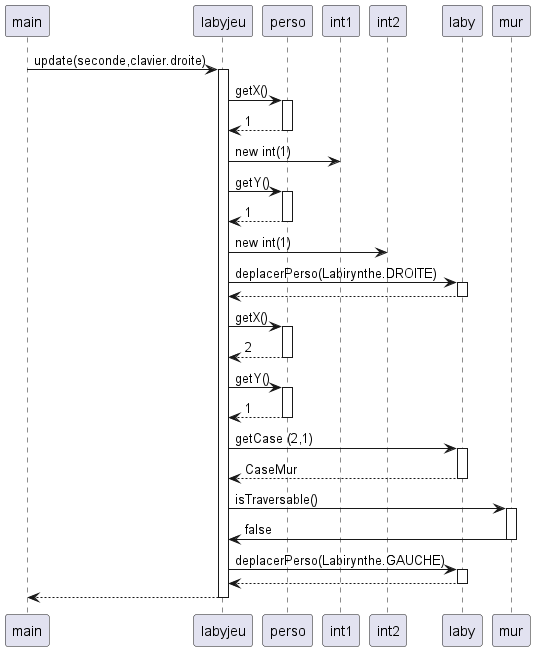 main labyjeu perso int1 int2 laby mur
update(seconde,clavier.droite)
getX()
1
new int(1)
getY()
1
new int(1)
deplacerPerso(Labirynthe.DROITE)
getX()
2
getY()
1
getCase (2,1)
CaseMur
isTraversable()
false
deplacerPerso(Labirynthe.GAUCHE)
main labyjeu perso int1 int2 laby mur